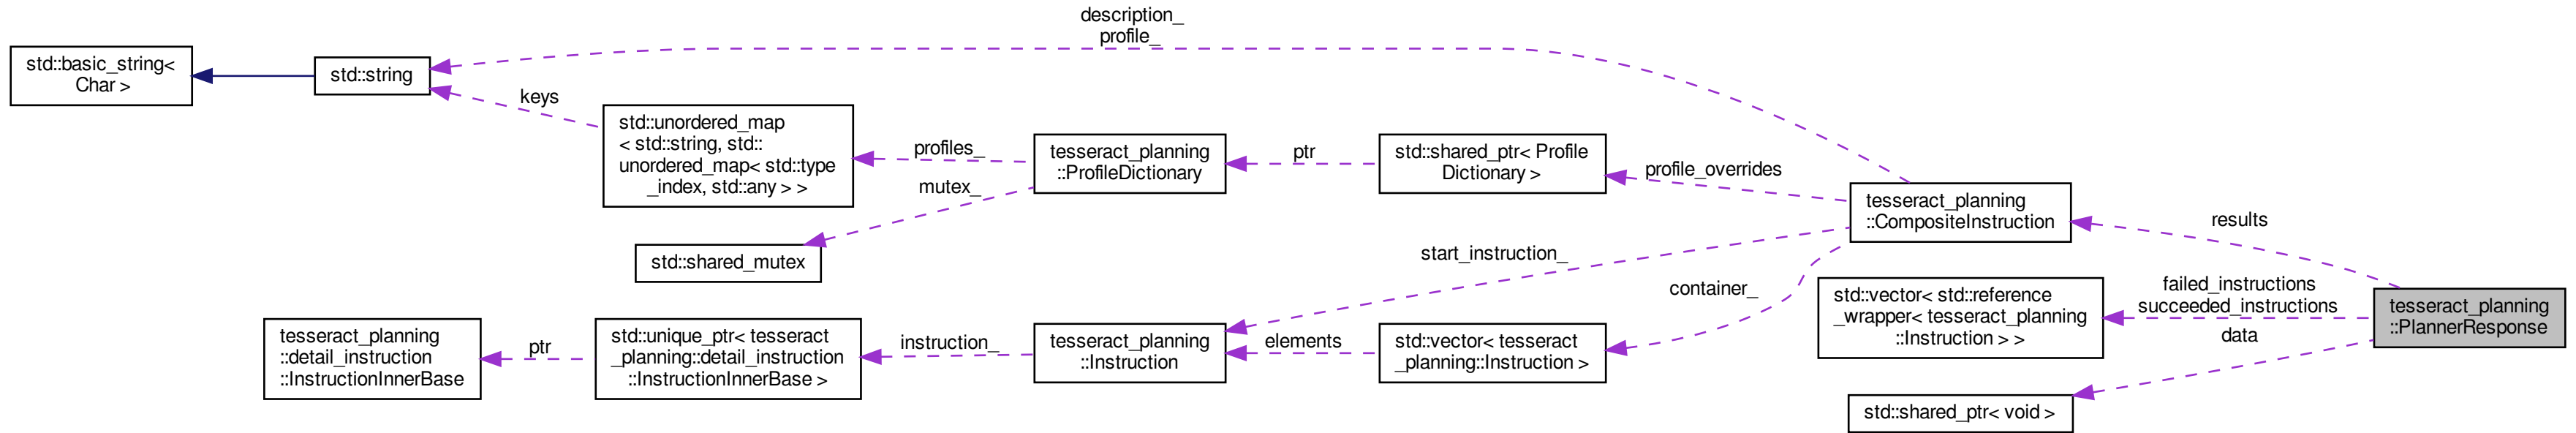 description_
profile_
std::basic_string<
Char >
std::string
keys
std::unordered_map
< std::string, std::
unordered_map< std::type
_index, std::any > >
profiles_
mutex_
std::shared_mutex
tesseract_planning
::ProfileDictionary
ptr
std::shared_ptr< Profile
Dictionary >
profile_overrides
tesseract_planning
::CompositeInstruction
results
start_instruction_
container_
tesseract_planning
::detail_instruction
::InstructionInnerBase
ptr
std::unique_ptr< tesseract
_planning::detail_instruction
::InstructionInnerBase >
instruction_
tesseract_planning
::Instruction
elements
std::vector< tesseract
_planning::Instruction >
std::vector< std::reference
_wrapper< tesseract_planning
::Instruction > >
failed_instructions
succeeded_instructions
data
tesseract_planning
::PlannerResponse
std::shared_ptr< void >